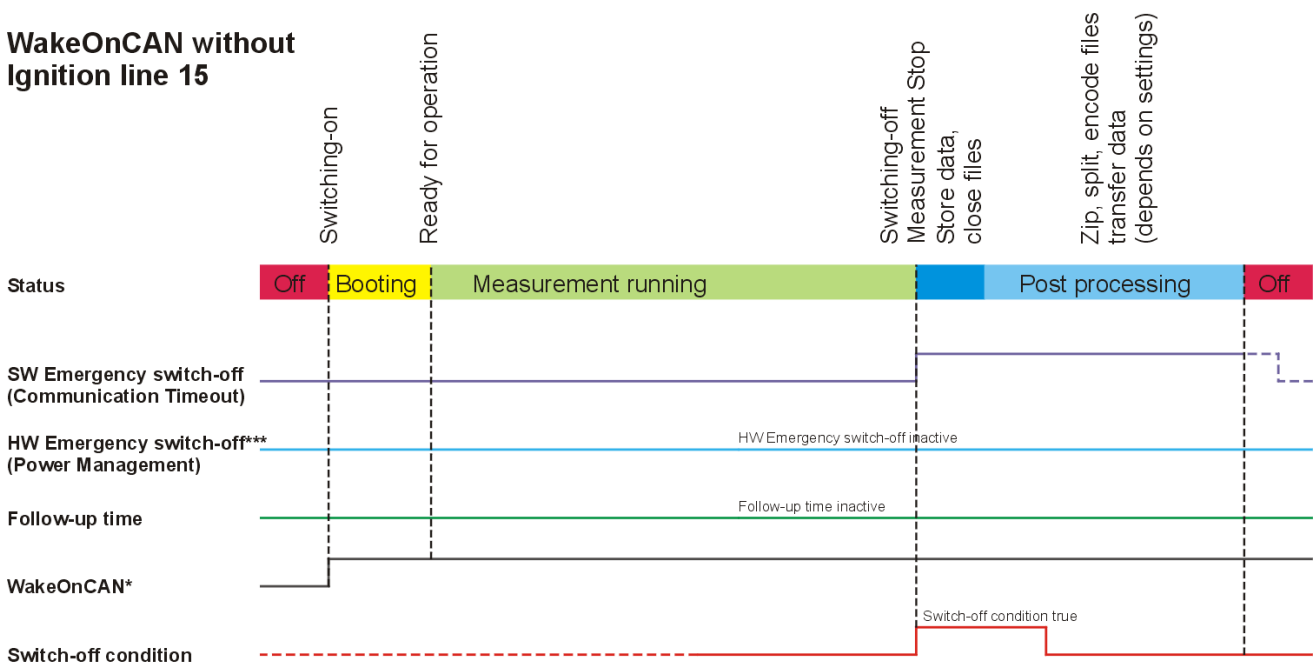 WakeOnCAN without
Ignition line 15
Switching-on
Ready for operation
Switching-off
Measurement Stop
Store data,
close files
Zip, split, encode files
transfer data
(depends on settings)
Status
Off
Booting
Measurement running
Post processing
Off
SW Emergency switch-off
(Communication Timeout)
HW Emergency switch-off***
(Power Management)
HW Emergency switch-off inactive
Follow-up time
Follow-up time inactive
WakeOnCAN*
Switch-off condition true
Switch-off condition